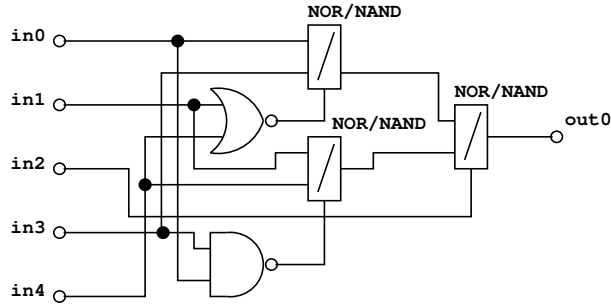 NOR/NAND
in0
in1
NOR/NAND
out0
NOR/NAND
in2
in3
in4